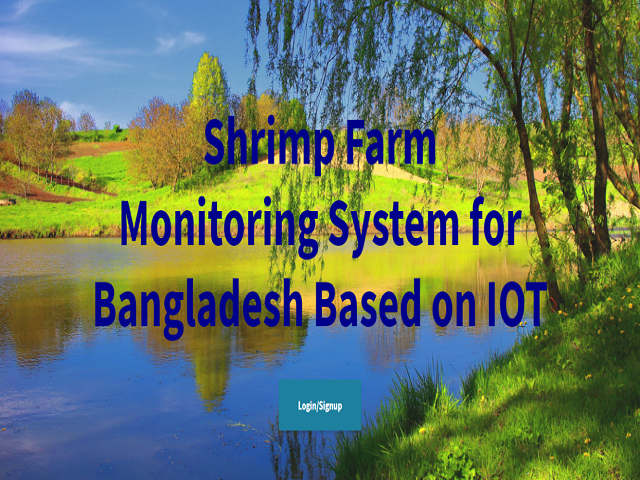 Shrimp Farm
Monitoring System for
Bangladesh Based on IOT
Login/Signup